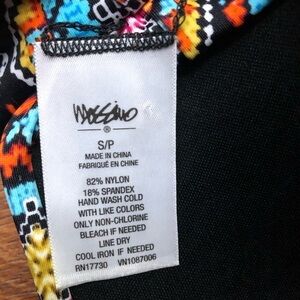 Mossimo
®
S/P
MADE IN CHINA
FABRIQUÉ EN CHINE
82% NYLON
18% SPANDEX
HAND WASH COLD
WITH LIKE COLORS
ONLY NON-CHLORINE
BLEACH IF NEEDED
LINE DRY
COOL IRON IF NEEDED
RN17730 VN1087006